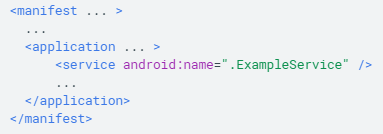 <manifest ... >
  ...
  <application ... >
      <service android:name=".ExampleService" />
      ...
  </application>
</manifest>